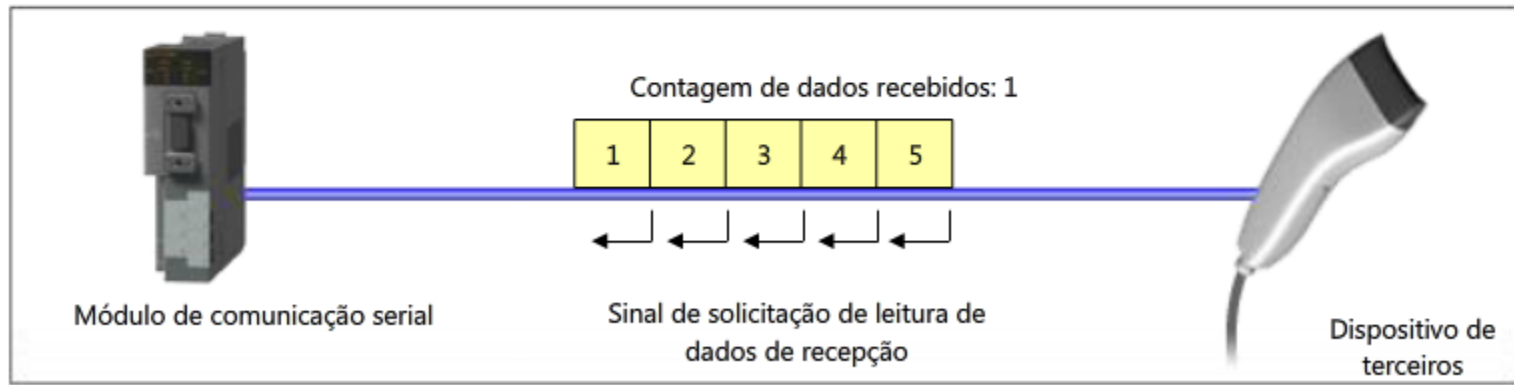 Contagem de dados recebidos: 1
1 2 3 4 5
Módulo de comunicação serial
Sinal de solicitação de leitura de
dados de recepção
Dispositivo de
terceiros